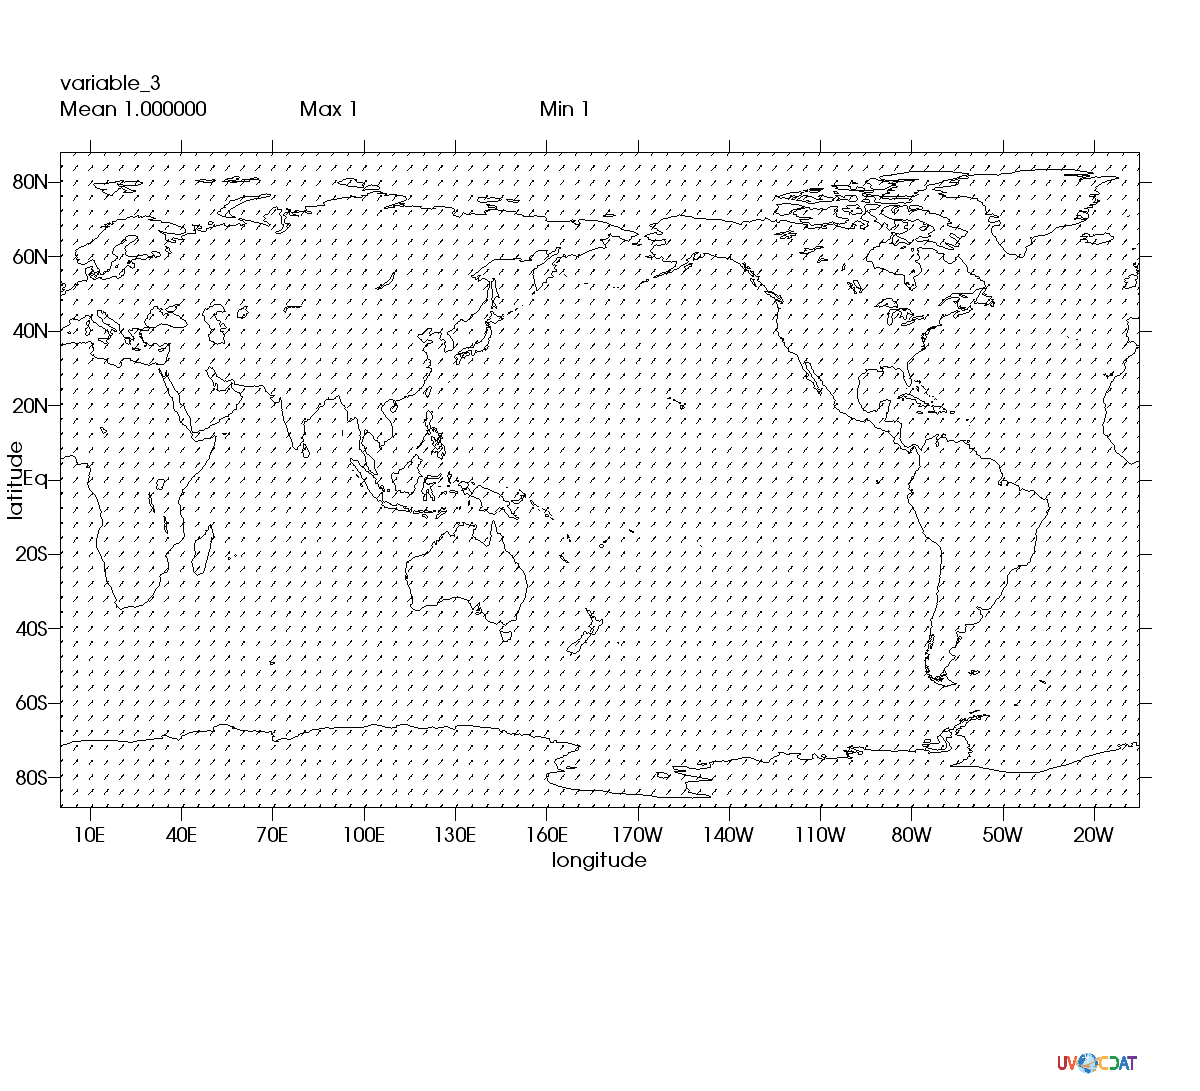 variable_3
Mean 1.000000 Max 1 Min 1
80N
60N
40N
20N
Eq
20S
40S
60S
80S
latitude
10E 40E 70E 100E 130E 160E 170W 140W 110W 80W 50W 20W
longitude
UV CDAT